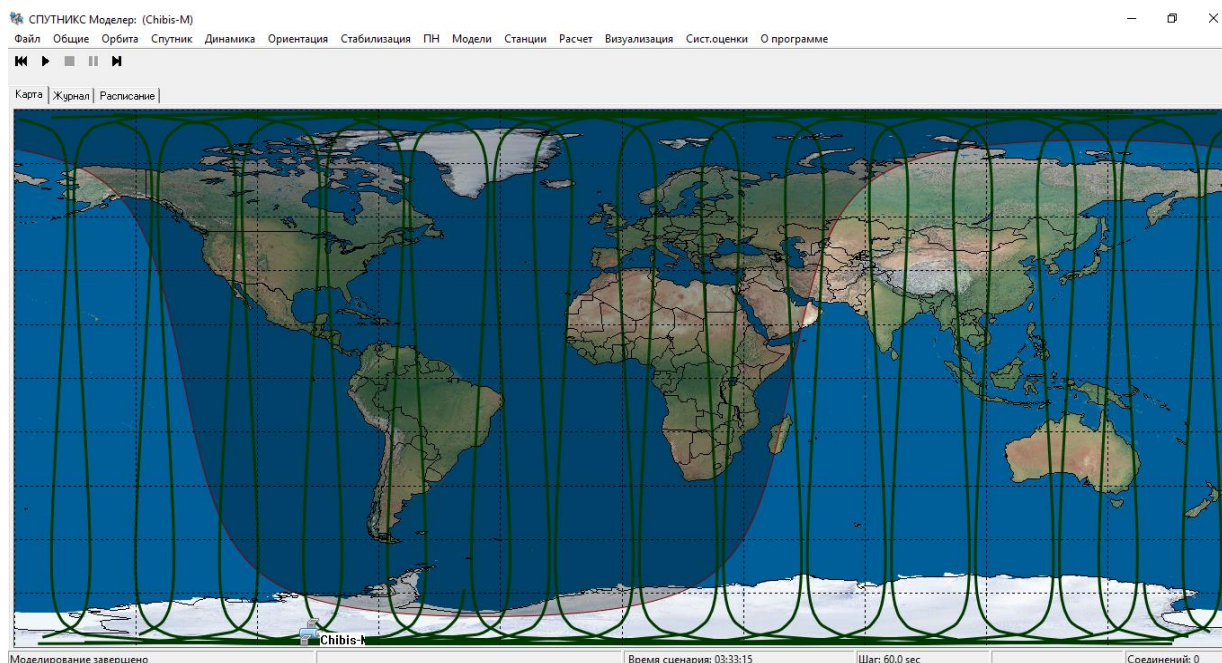 СПУТНИКС Моделер: (Chibis-M)
Файл Общие Орбита Спутник Динамика Ориентация Стабилизация ПН Модели Станции Расчет Визуализация Сист.оценки О программе
Карта Журнал Расписание
Chibis-M
Моделирование завершено Время сценария: 03:33:15 Шаг: 60.0 sec Соединений: 0